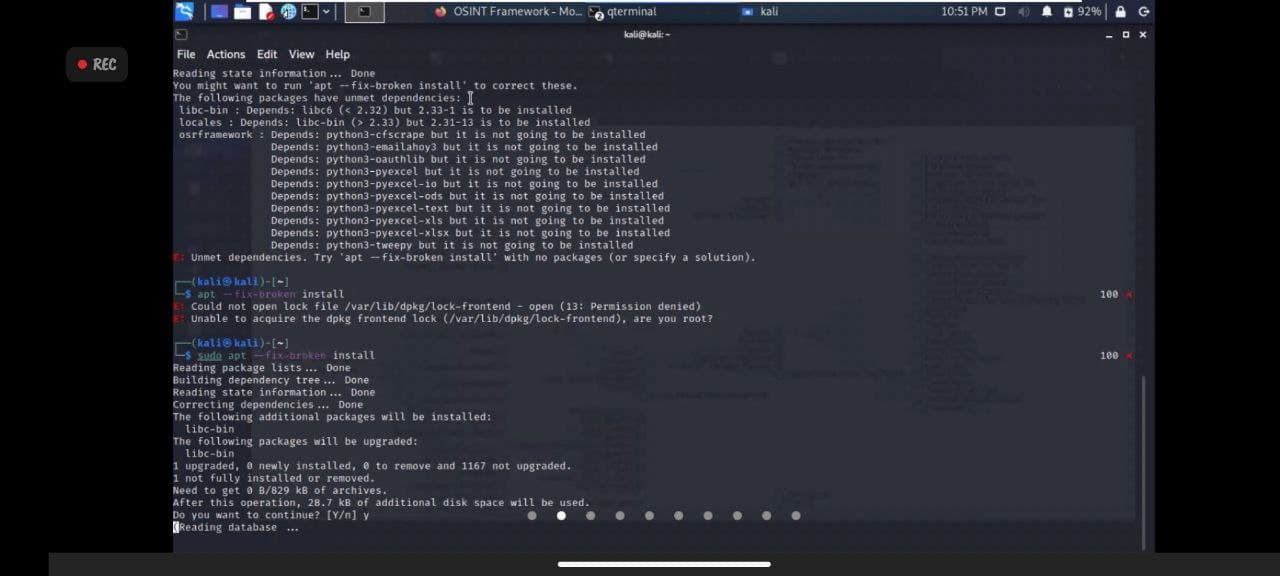 OSINT Framework - Mo...
qterminal
kali
10:51 PM
92%
kali@kali: ~
REC
File Actions Edit View Help
Reading state information... Done
You might want to run 'apt --fix-broken install' to correct these.
The following packages have unmet dependencies:
libc-bin : Depends: libc6 (< 2.32) but 2.33-1 is to be installed
locales : Depends: libc-bin (> 2.33) but 2.31-13 is to be installed
osrframework : Depends: python3-cfscrape but it is not going to be installed
Depends: python3-emailahoy3 but it is not going to be installed
Depends: python3-oauthlib but it is not going to be installed
Depends: python3-pyexcel but it is not going to be installed
Depends: python3-pyexcel-io but it is not going to be installed
Depends: python3-pyexcel-ods but it is not going to be installed
Depends: python3-pyexcel-text but it is not going to be installed
Depends: python3-pyexcel-xls but it is not going to be installed
Depends: python3-pyexcel-xlsx but it is not going to be installed
Depends: python3-tweepy but it is not going to be installed
E: Unmet dependencies. Try 'apt --fix-broken install' with no packages (or specify a solution).
(kali㉿kali)-[~]
$ apt --fix-broken install
100 ⨯
E: Could not open lock file /var/lib/dpkg/lock-frontend - open (13: Permission denied)
E: Unable to acquire the dpkg frontend lock (/var/lib/dpkg/lock-frontend), are you root?
(kali㉿kali)-[~]
$ sudo apt --fix-broken install
100 ⨯
Reading package lists... Done
Building dependency tree... Done
Reading state information... Done
Correcting dependencies... Done
The following additional packages will be installed:
libc-bin
The following packages will be upgraded:
libc-bin
1 upgraded, 0 newly installed, 0 to remove and 1167 not upgraded.
1 not fully installed or removed.
Need to get 0 B/829 kB of archives.
After this operation, 28.7 kB of additional disk space will be used.
Do you want to continue? [Y/n] y
(Reading database ...